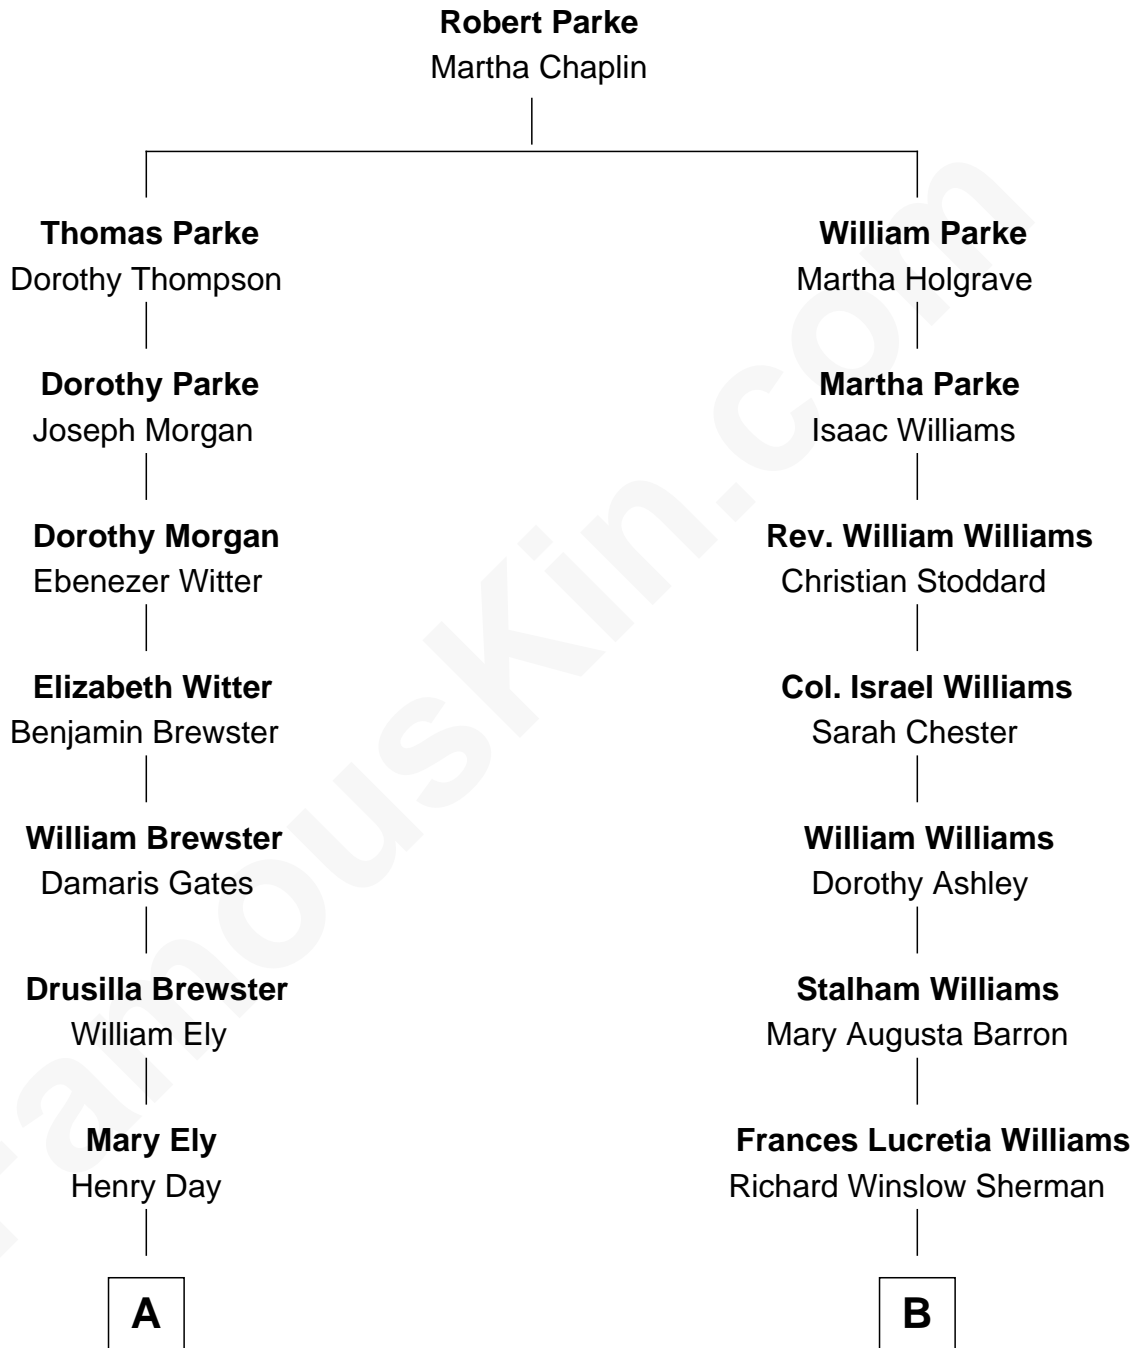 Robert Parke
Martha Chaplin
Thomas Parke
Dorothy Thompson
William Parke
Martha Holgrave
Dorothy Parke
Joseph Morgan
Martha Parke
Isaac Williams
Dorothy Morgan
Ebenezer Witter
Rev. William Williams
Christian Stoddard
Elizabeth Witter
Benjamin Brewster
Col. Israel Williams
Sarah Chester
William Brewster
Damaris Gates
William Williams
Dorothy Ashley
Drusilla Brewster
William Ely
Stalham Williams
Mary Augusta Barron
Mary Ely
Henry Day
Frances Lucretia Williams
Richard Winslow Sherman
A
B
FamousKin.com